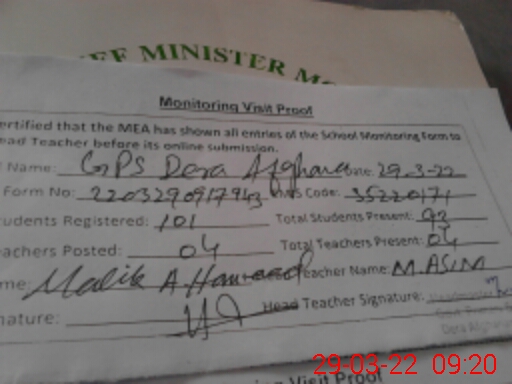 EF MINISTER MO
Monitoring Visit Proof
ertified that the MEA has shown all entries of the School Monitoring Form to
ead Teacher before its online submission.
Name: GPS Dera Afghana Date: 29-3-22
Form No: 2203290917943 Code: 35220171
udents Registered: 101 Total Students Present: 92
eachers Posted: 04 Total Teachers Present: 04
me: Malik A. Teacher Name: M. ASIM
nature: Head Teacher Signature:
ing Visit Proof
29-03-22 09:20